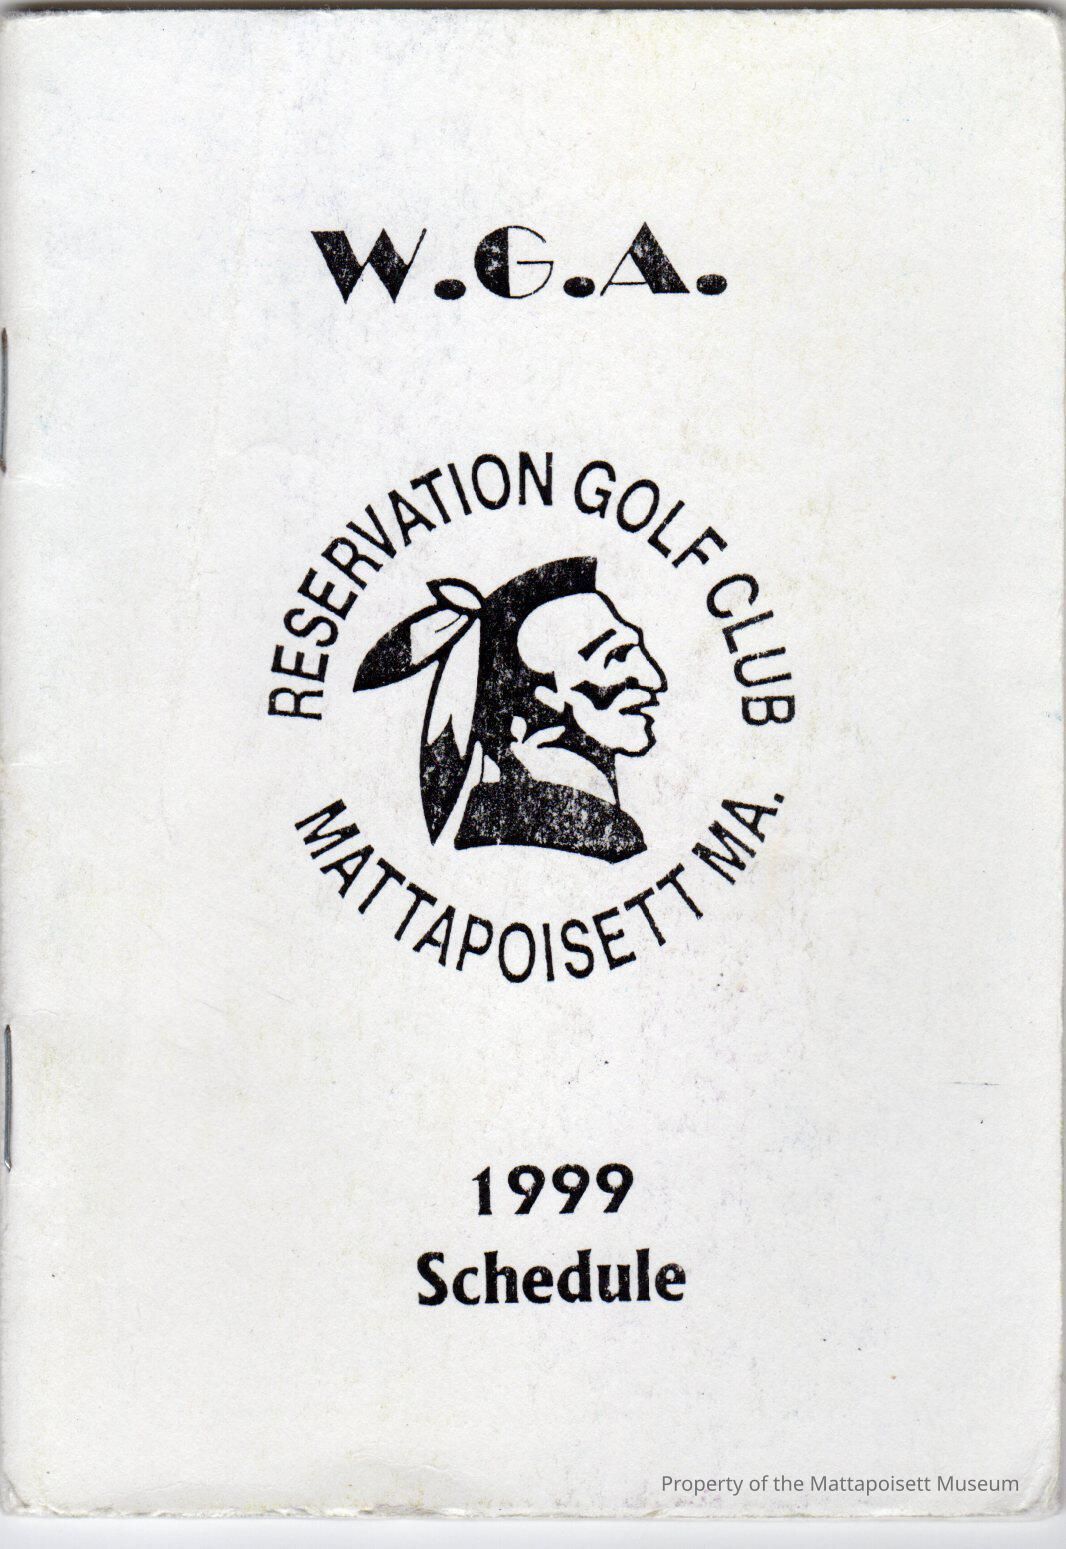 W.G.A.
RESERVATION GOLF CLUB
MATTAPOISETT MA.
1999
Schedule
Property of the Mattapoisett Museum